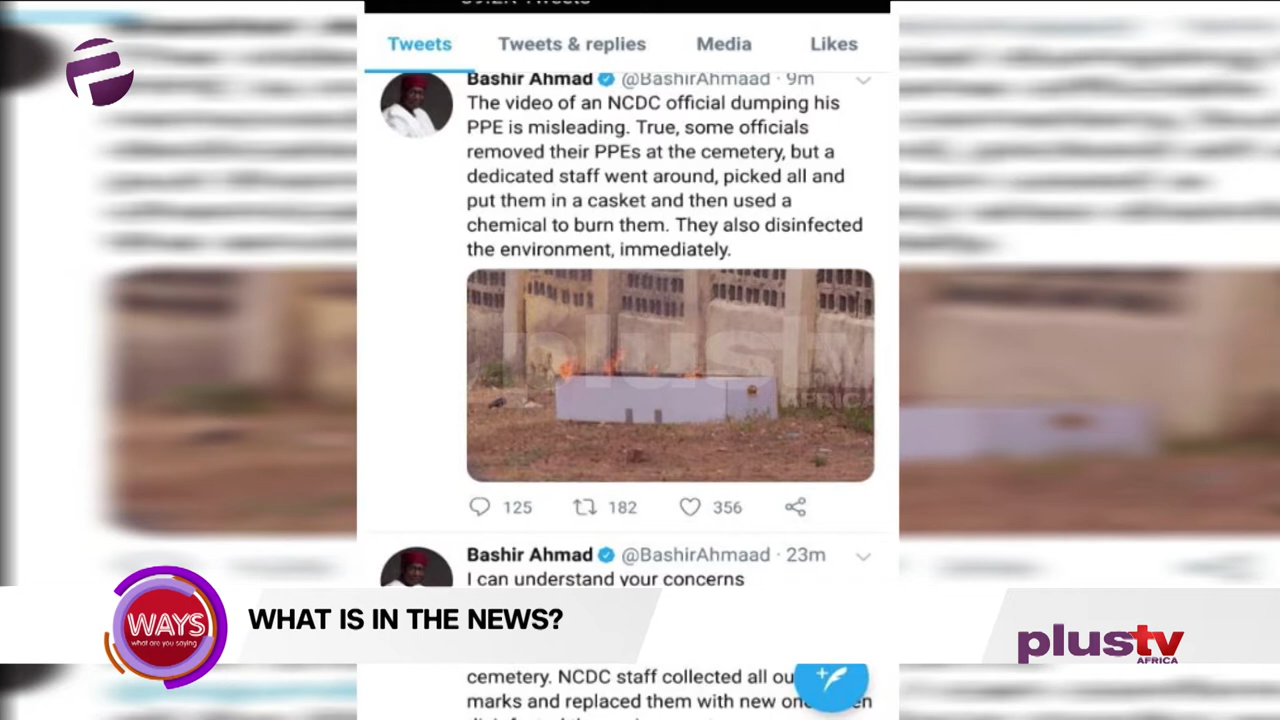 Tweets
Tweets & replies
Media
Likes
Bashir Ahmad @BashirAhmaad · 9m
The video of an NCDC official dumping his
PPE is misleading. True, some officials
removed their PPEs at the cemetery, but a
dedicated staff went around, picked all and
put them in a casket and then used a
chemical to burn them. They also disinfected
the environment, immediately.
plustv
AFRICA
125
182
356
Bashir Ahmad @BashirAhmaad · 23m
I can understand your concerns
WAYS
what are you saying
WHAT IS IN THE NEWS?
plustv
AFRICA
cemetery. NCDC staff collected all
marks and replaced them with new